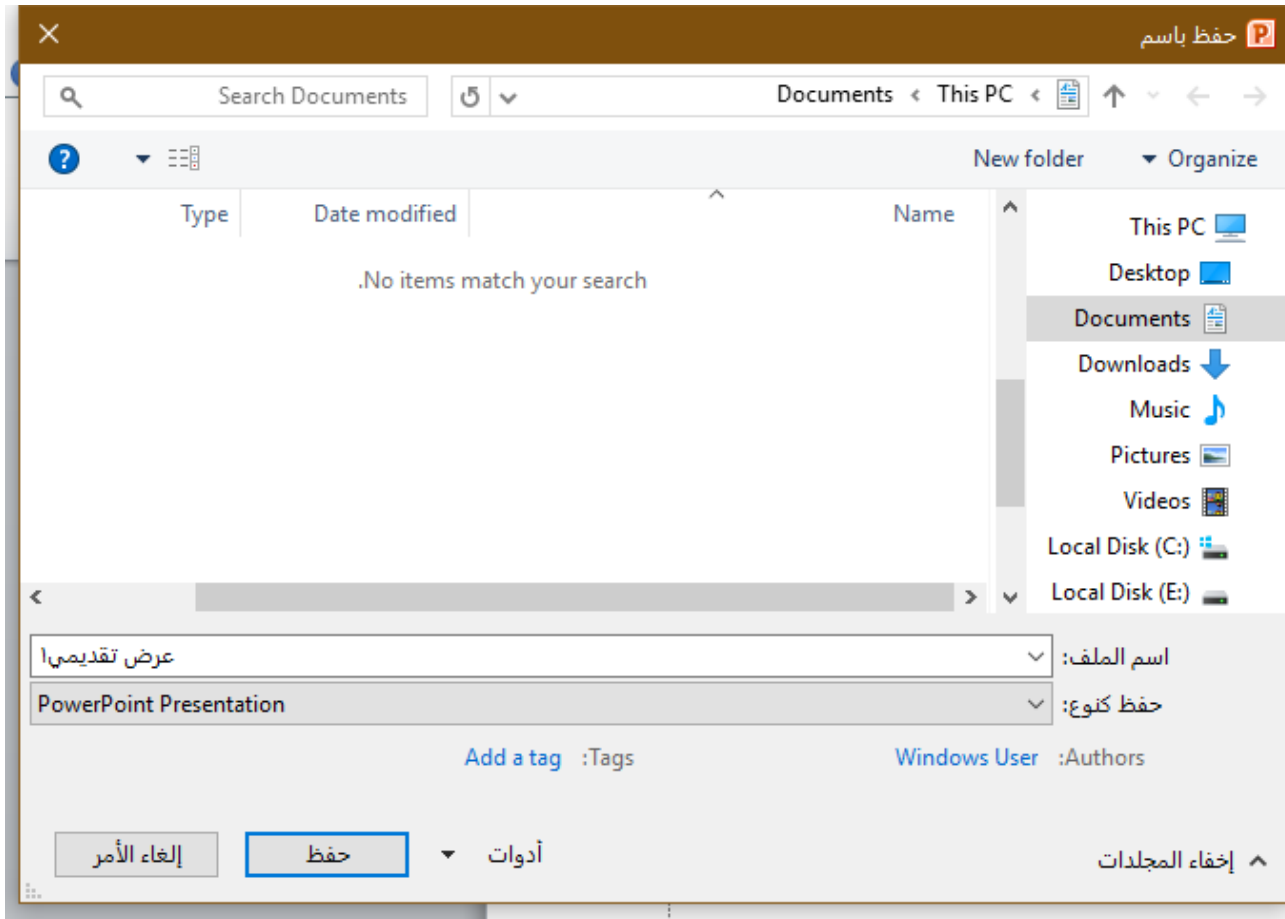 حفظ باسم
This PC › Documents
Search Documents
Organize
New folder
Name
Date modified
Type
.No items match your search
This PC
Desktop
Documents
Downloads
Music
Pictures
Videos
Local Disk (C:)
Local Disk (E:)
اسم الملف: عرض تقديمي١
حفظ كنوع: PowerPoint Presentation
:Authors Windows User
:Tags Add a tag
إخفاء المجلدات
أدوات
حفظ
إلغاء الأمر